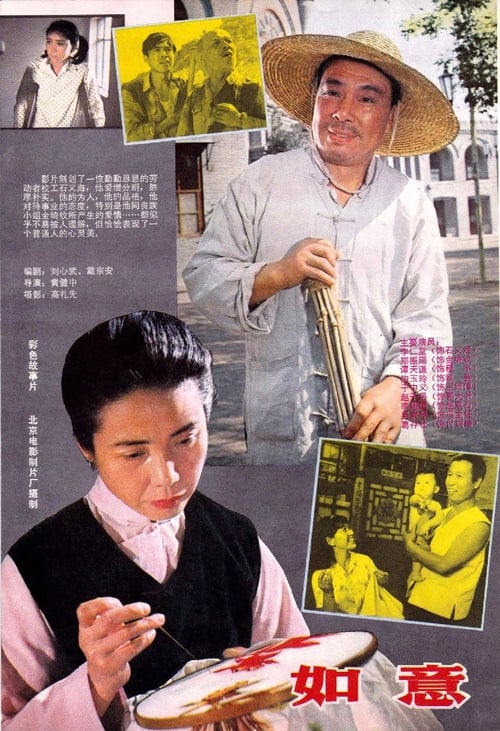 影片刻划了一位勤勤恳恳的劳
动者校工石义海，他爱憎分明，憨
厚朴实。他的为人，他的品格，他
对待事业的态度，特别是他同贵族
小姐金绮纹所产生的爱情……都似
乎不易被人理解，但恰恰表现了一
个普通人的心灵美。
编剧：刘心武、戴宗安
导演：黄健中
摄影：高礼先
主要演员：
彩色故事片
北京电影制片厂摄制
如意